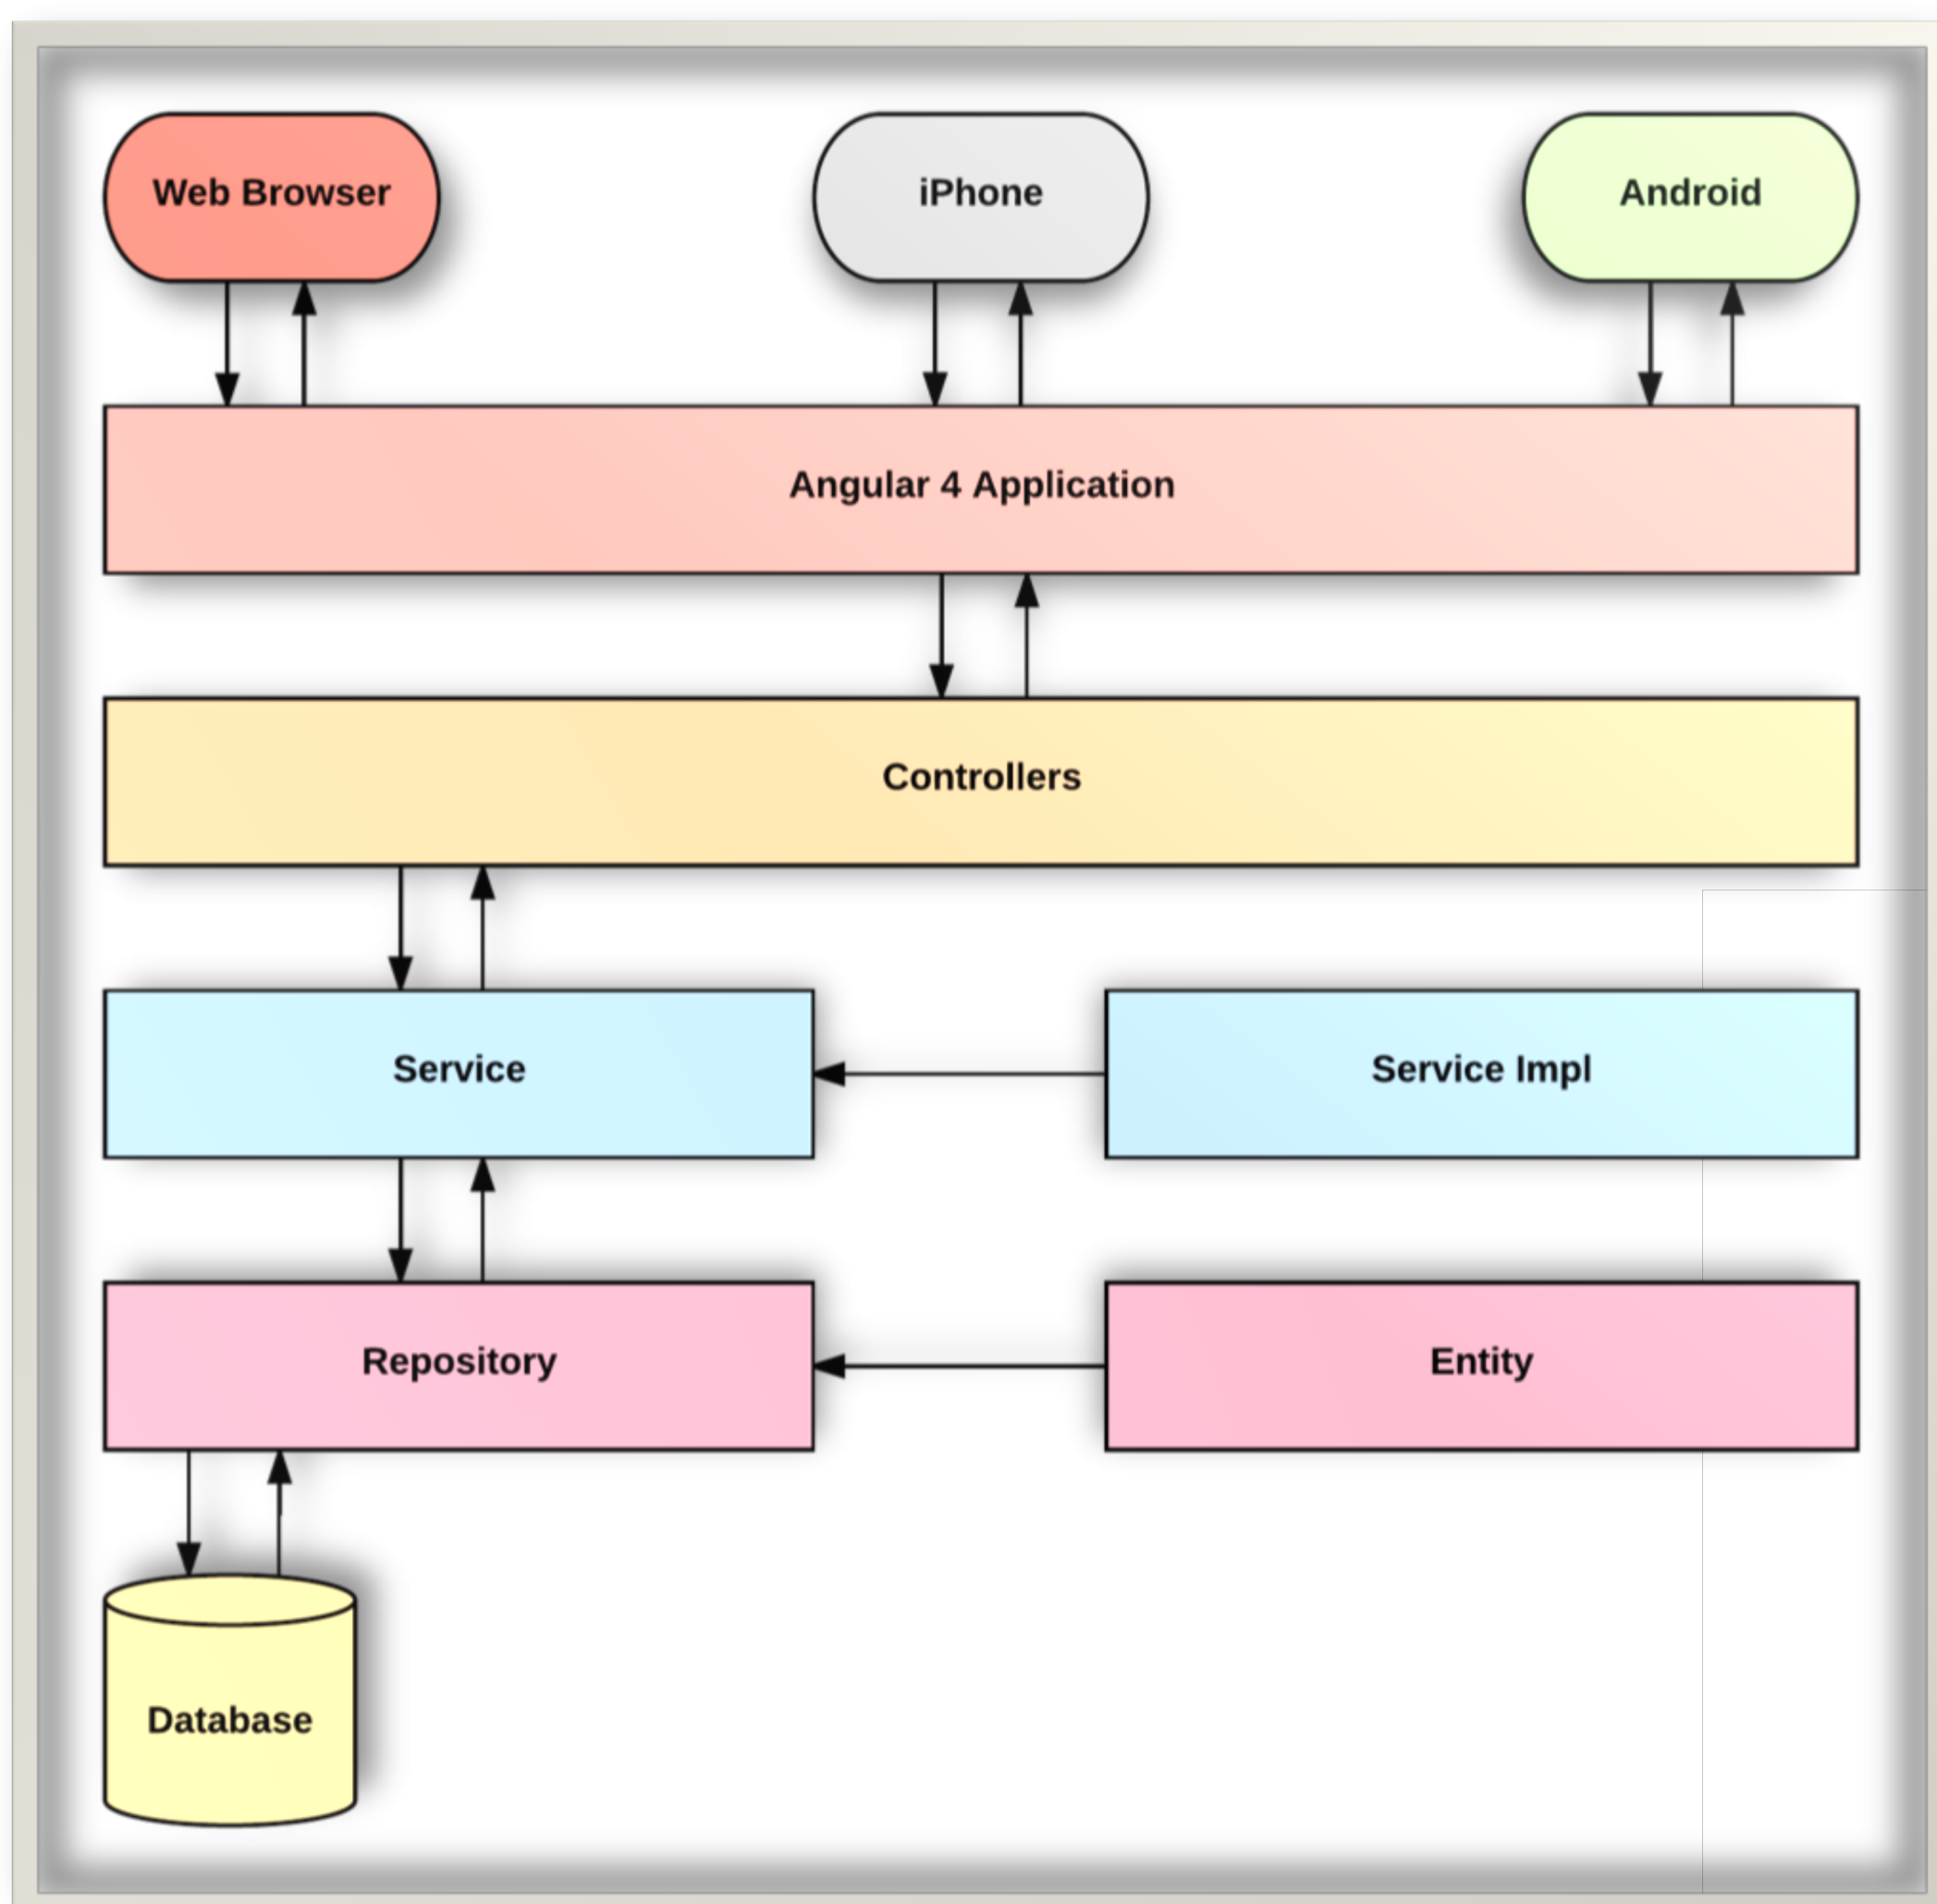 Web Browser
iPhone
Android
Angular 4 Application
Controllers
Service
Service Impl
Repository
Entity
Database